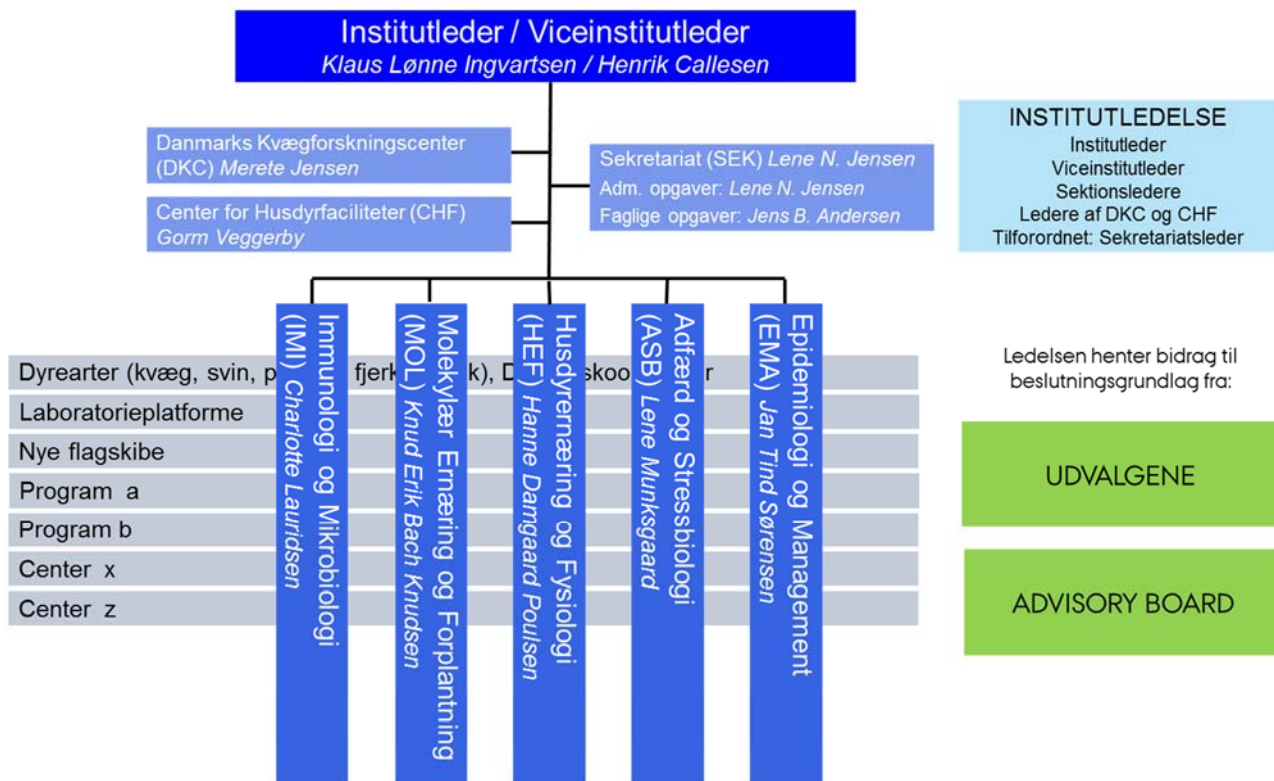 Institutleder / Viceinstitutleder
Klaus Lønne Ingvartsen / Henrik Callesen
Danmarks Kvægforskningscenter
(DKC) Merete Jensen
Center for Husdyrfaciliteter (CHF)
Gorm Veggerby
Sekretariat (SEK) Lene N. Jensen
Adm. opgaver: Lene N. Jensen
Faglige opgaver: Jens B. Andersen
INSTITUTLEDELSE
Institutleder
Viceinstitutleder
Sektionsledere
Ledere af DKC og CHF
Tilforordnet: Sekretariatsleder
Immunologi og Mikrobiologi
(IMI) Charlotte Lauridsen
Molekylær Ernæring og Forplantning
(MOL) Knud Erik Bach Knudsen
Husdyrernæring og Fysiologi
(HEF) Hanne Damgaard Poulsen
Adfærd og Stressbiologi
(ASB) Lene Munksgaard
Epidemiologi og Management
(EMA) Jan Tind Sørensen
Dyrearter (kvæg, svin,
Laboratorieplatforme
Nye flagskibe
Program a
Program b
Center x
Center z
Ledelsen henter bidrag til
beslutningsgrundlag fra:
UDVALGENE
ADVISORY BOARD